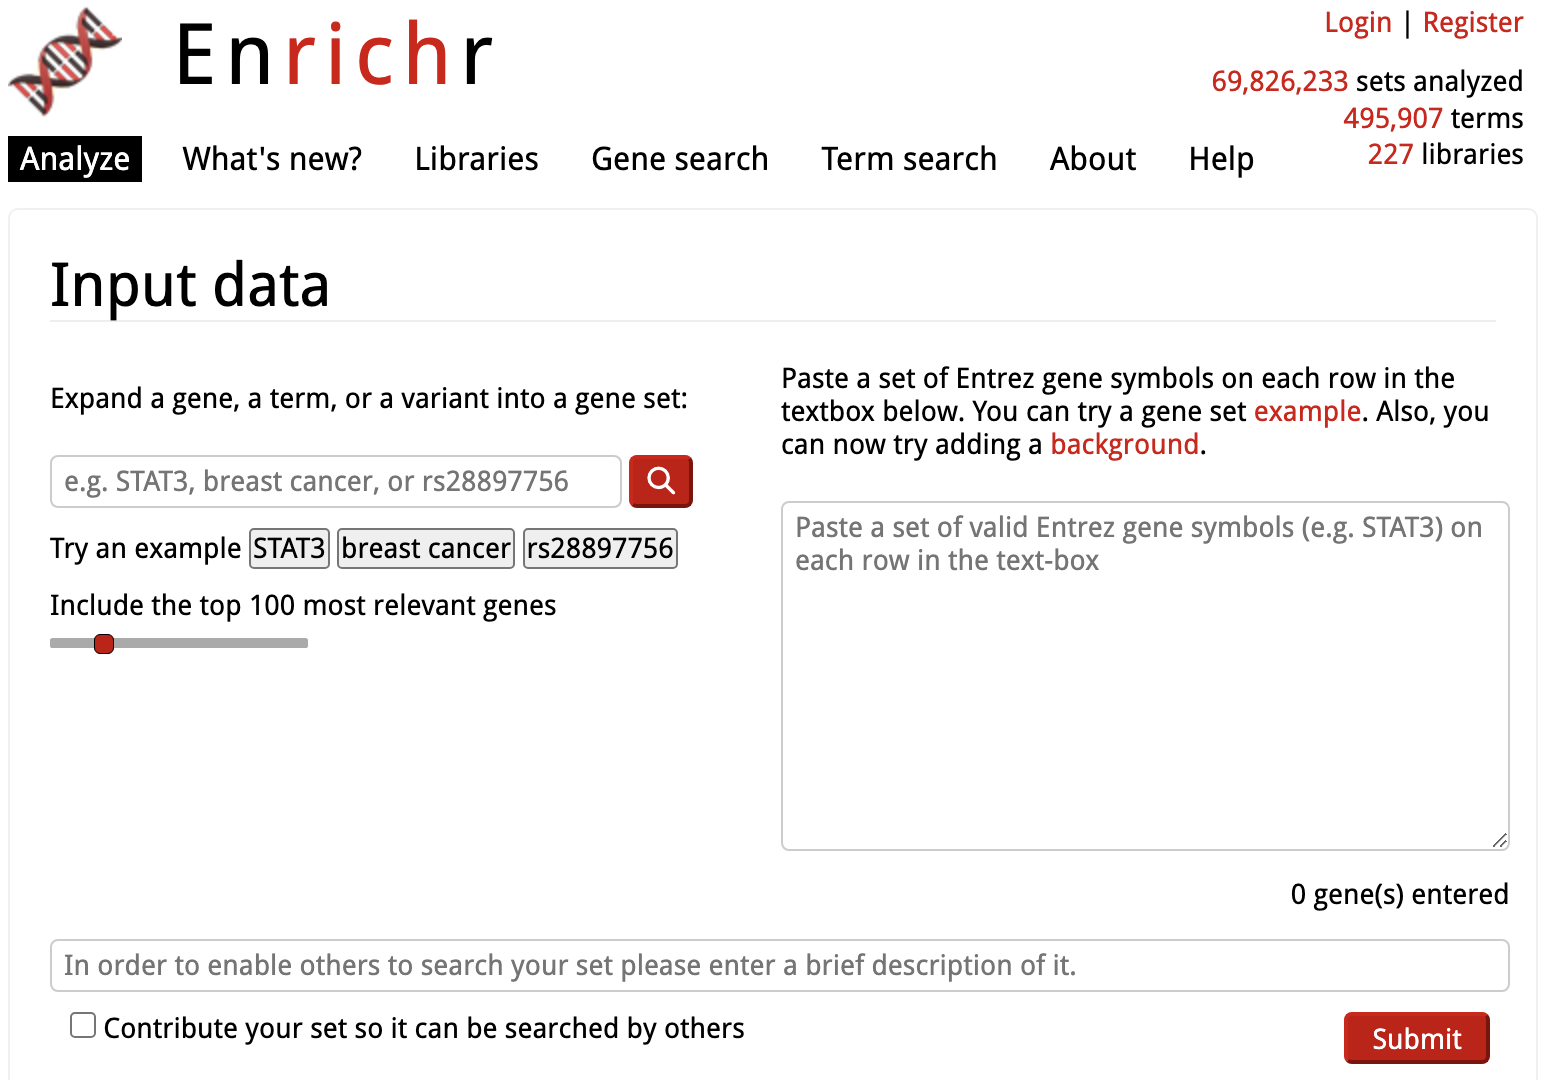 Enrichr
Login | Register
69,826,233 sets analyzed
495,907 terms
227 libraries
Analyze What's new? Libraries Gene search Term search About Help
Input data
Expand a gene, a term, or a variant into a gene set:
e.g. STAT3, breast cancer, or rs28897756
Try an example STAT3 breast cancer rs28897756
Include the top 100 most relevant genes
Paste a set of Entrez gene symbols on each row in the
textbox below. You can try a gene set example. Also, you
can now try adding a background.
Paste a set of valid Entrez gene symbols (e.g. STAT3) on
each row in the text-box
0 gene(s) entered
In order to enable others to search your set please enter a brief description of it.
Contribute your set so it can be searched by others
Submit